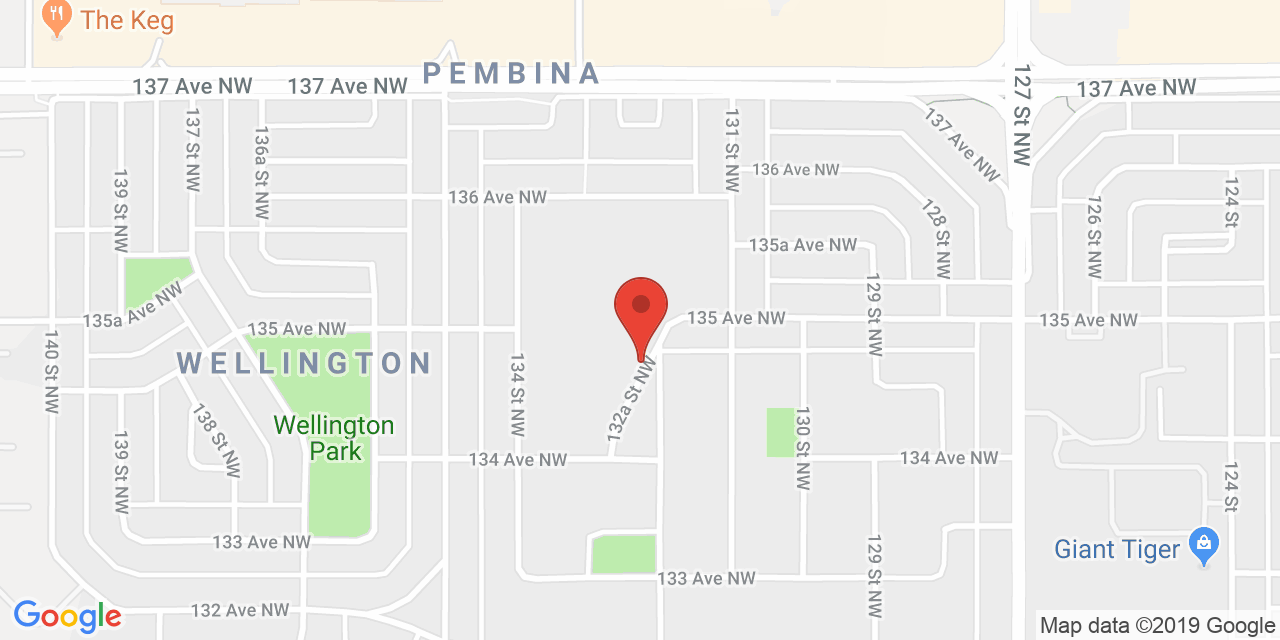 The Keg
PEMBINA
137 Ave NW
137 Ave NW
137 Ave NW
127 St NW
137 Ave NW
137 St NW
136a St NW
131 St NW
139 St NW
136 Ave NW
136 Ave NW
128 St NW
126 St NW
124 St
135a Ave NW
135a Ave NW
129 St NW
135 Ave NW
135 Ave NW
135 Ave NW
140 St NW
WELLINGTON
134 St NW
132a St NW
Wellington
Park
138 St NW
139 St NW
130 St NW
134 Ave NW
134 Ave NW
124 St
133 Ave NW
129 St NW
Giant Tiger
133 Ave NW
132 Ave NW
Google
Map data ©2019 Google